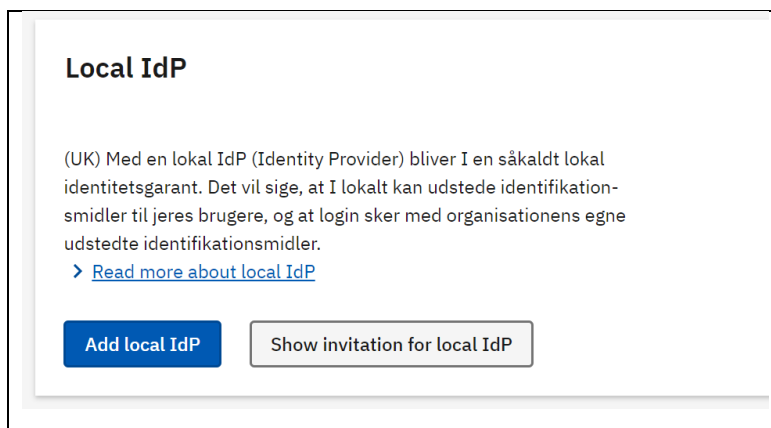 Local IdP
(UK) Med en lokal IdP (Identity Provider) bliver I en såkaldt lokal
identitetsgarant. Det vil sige, at I lokalt kan udstede identifikation-
smidler til jeres brugere, og at login sker med organisationens egne
udstedte identifikationsmidler.
Read more about local IdP
Add local IdP
Show invitation for local IdP